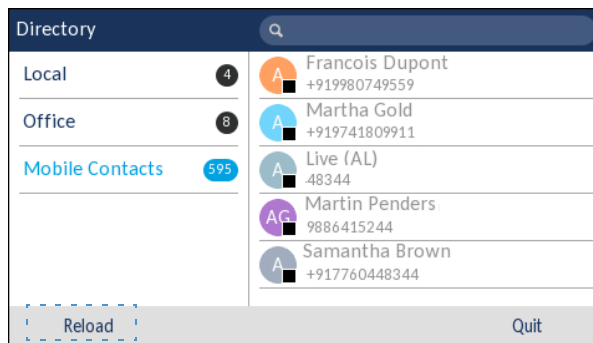 Directory
Local 4
Office 8
Mobile Contacts 595
A Francois Dupont
+919980749559
A Martha Gold
+919741809911
A Live (AL)
48344
AG Martin Penders
9886415244
A Samantha Brown
+917760448344
Reload Quit